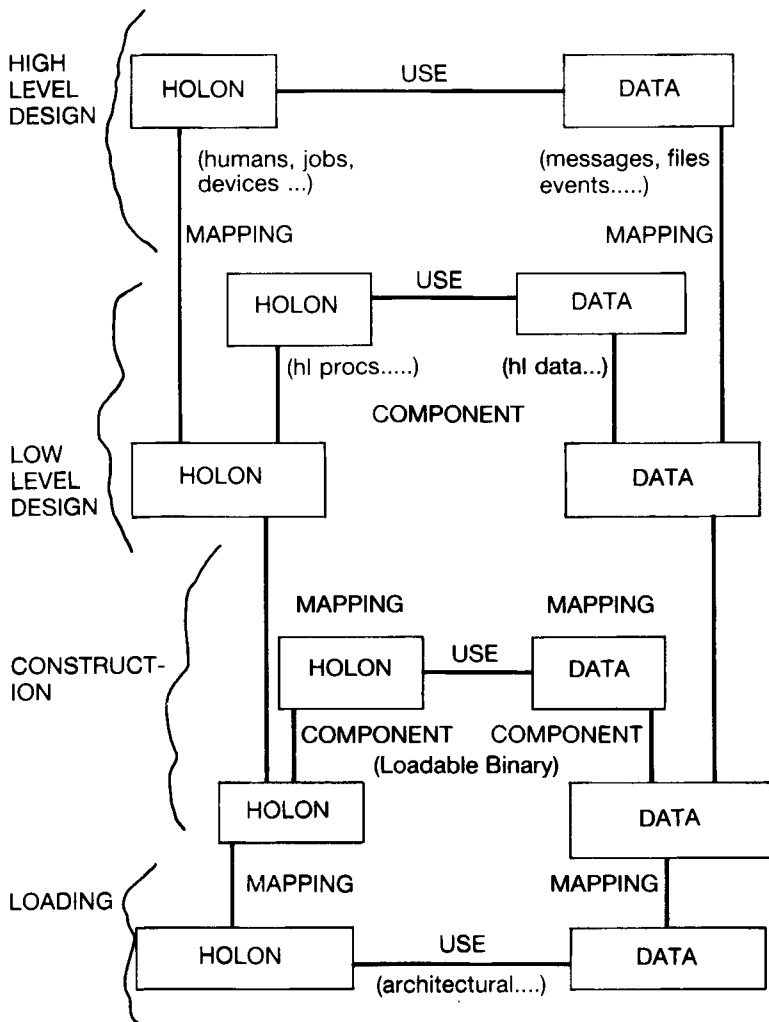 HIGH
LEVEL
DESIGN
HOLON
USE
DATA
(humans, jobs,
devices ...)
(messages, files
events.....)
MAPPING
MAPPING
HOLON
USE
DATA
(hl procs.....)
(hl data...)
COMPONENT
LOW
LEVEL
DESIGN
HOLON
DATA
MAPPING
MAPPING
CONSTRUCT-
ION
HOLON
USE
DATA
COMPONENT
COMPONENT
(Loadable Binary)
HOLON
DATA
MAPPING
MAPPING
LOADING
HOLON
USE
DATA
(architectural....)